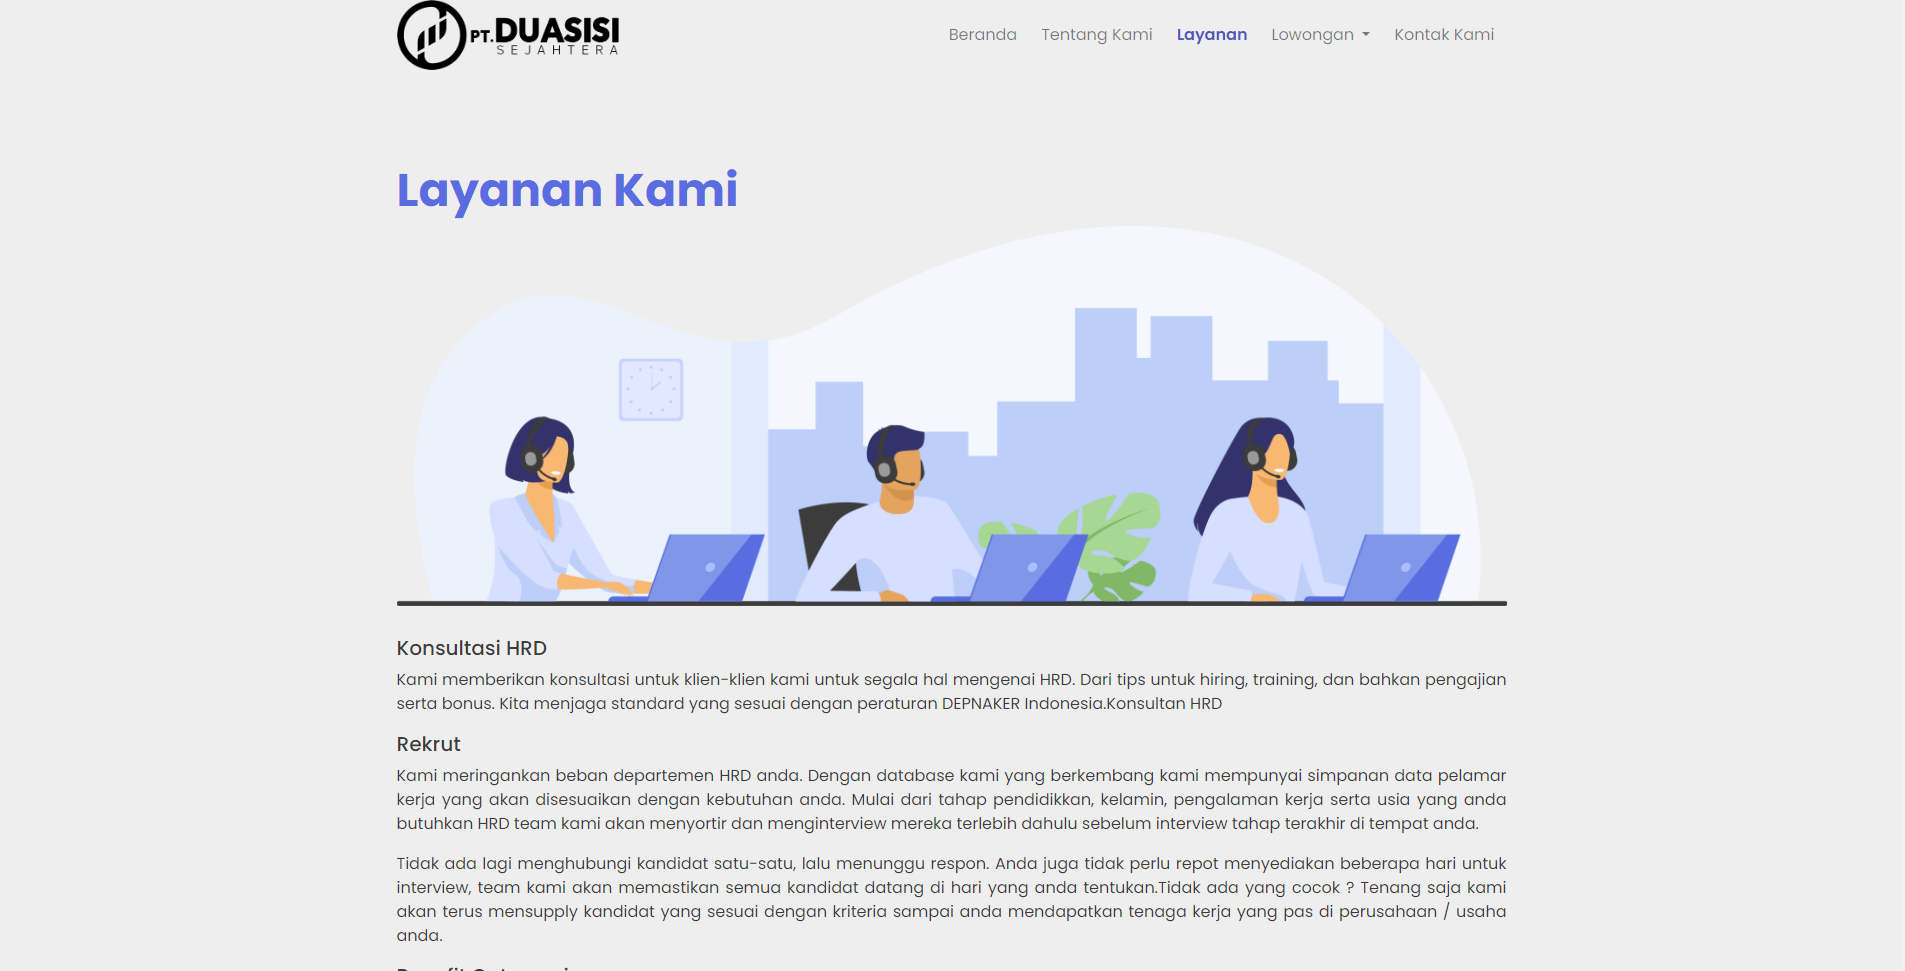 PT. DUASISI
SEJAHTERA
Beranda
Tentang Kami
Layanan
Lowongan
Kontak Kami
Layanan Kami
Konsultasi HRD
Kami memberikan konsultasi untuk klien-klien kami untuk segala hal mengenai HRD. Dari tips untuk hiring, training, dan bahkan pengajian
serta bonus. Kita menjaga standard yang sesuai dengan peraturan DEPNAKER Indonesia.Konsultan HRD
Rekrut
Kami meringankan beban departemen HRD anda. Dengan database kami yang berkembang kami mempunyai simpanan data pelamar
kerja yang akan disesuaikan dengan kebutuhan anda. Mulai dari tahap pendidikkan, kelamin, pengalaman kerja serta usia yang anda
butuhkan HRD team kami akan menyortir dan menginterview mereka terlebih dahulu sebelum interview tahap terakhir di tempat anda.
Tidak ada lagi menghubungi kandidat satu-satu, lalu menunggu respon. Anda juga tidak perlu repot menyediakan beberapa hari untuk
interview, team kami akan memastikan semua kandidat datang di hari yang anda tentukan.Tidak ada yang cocok ? Tenang saja kami
akan terus mensupply kandidat yang sesuai dengan kriteria sampai anda mendapatkan tenaga kerja yang pas di perusahaan / usaha
anda.